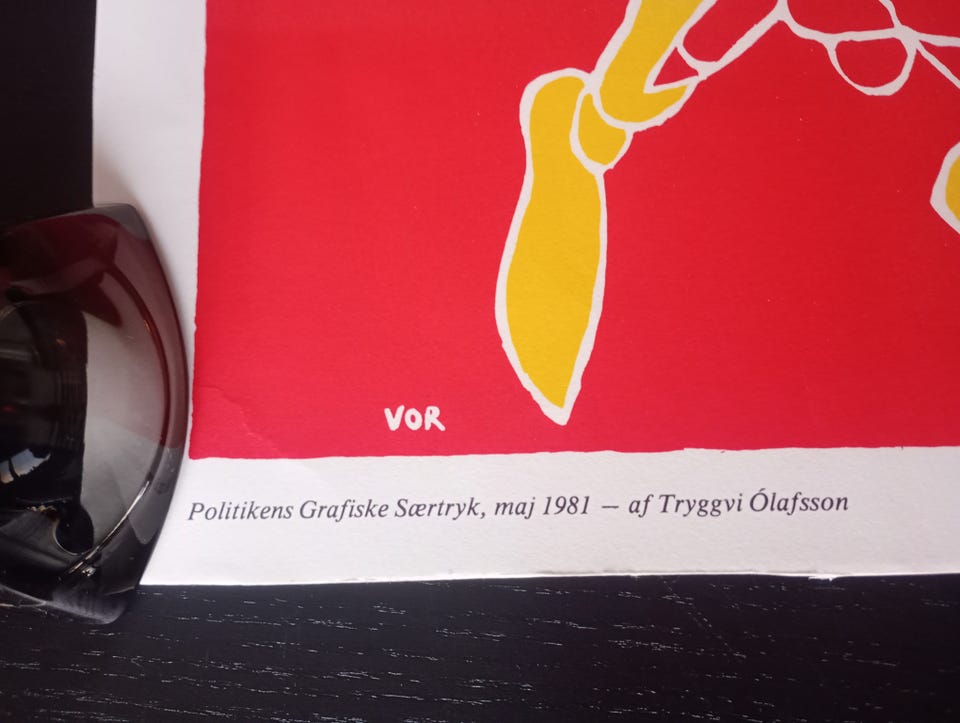 VOR
Politikens Grafiske Særtryk, maj 1981 – af Tryggvi Ólafsson